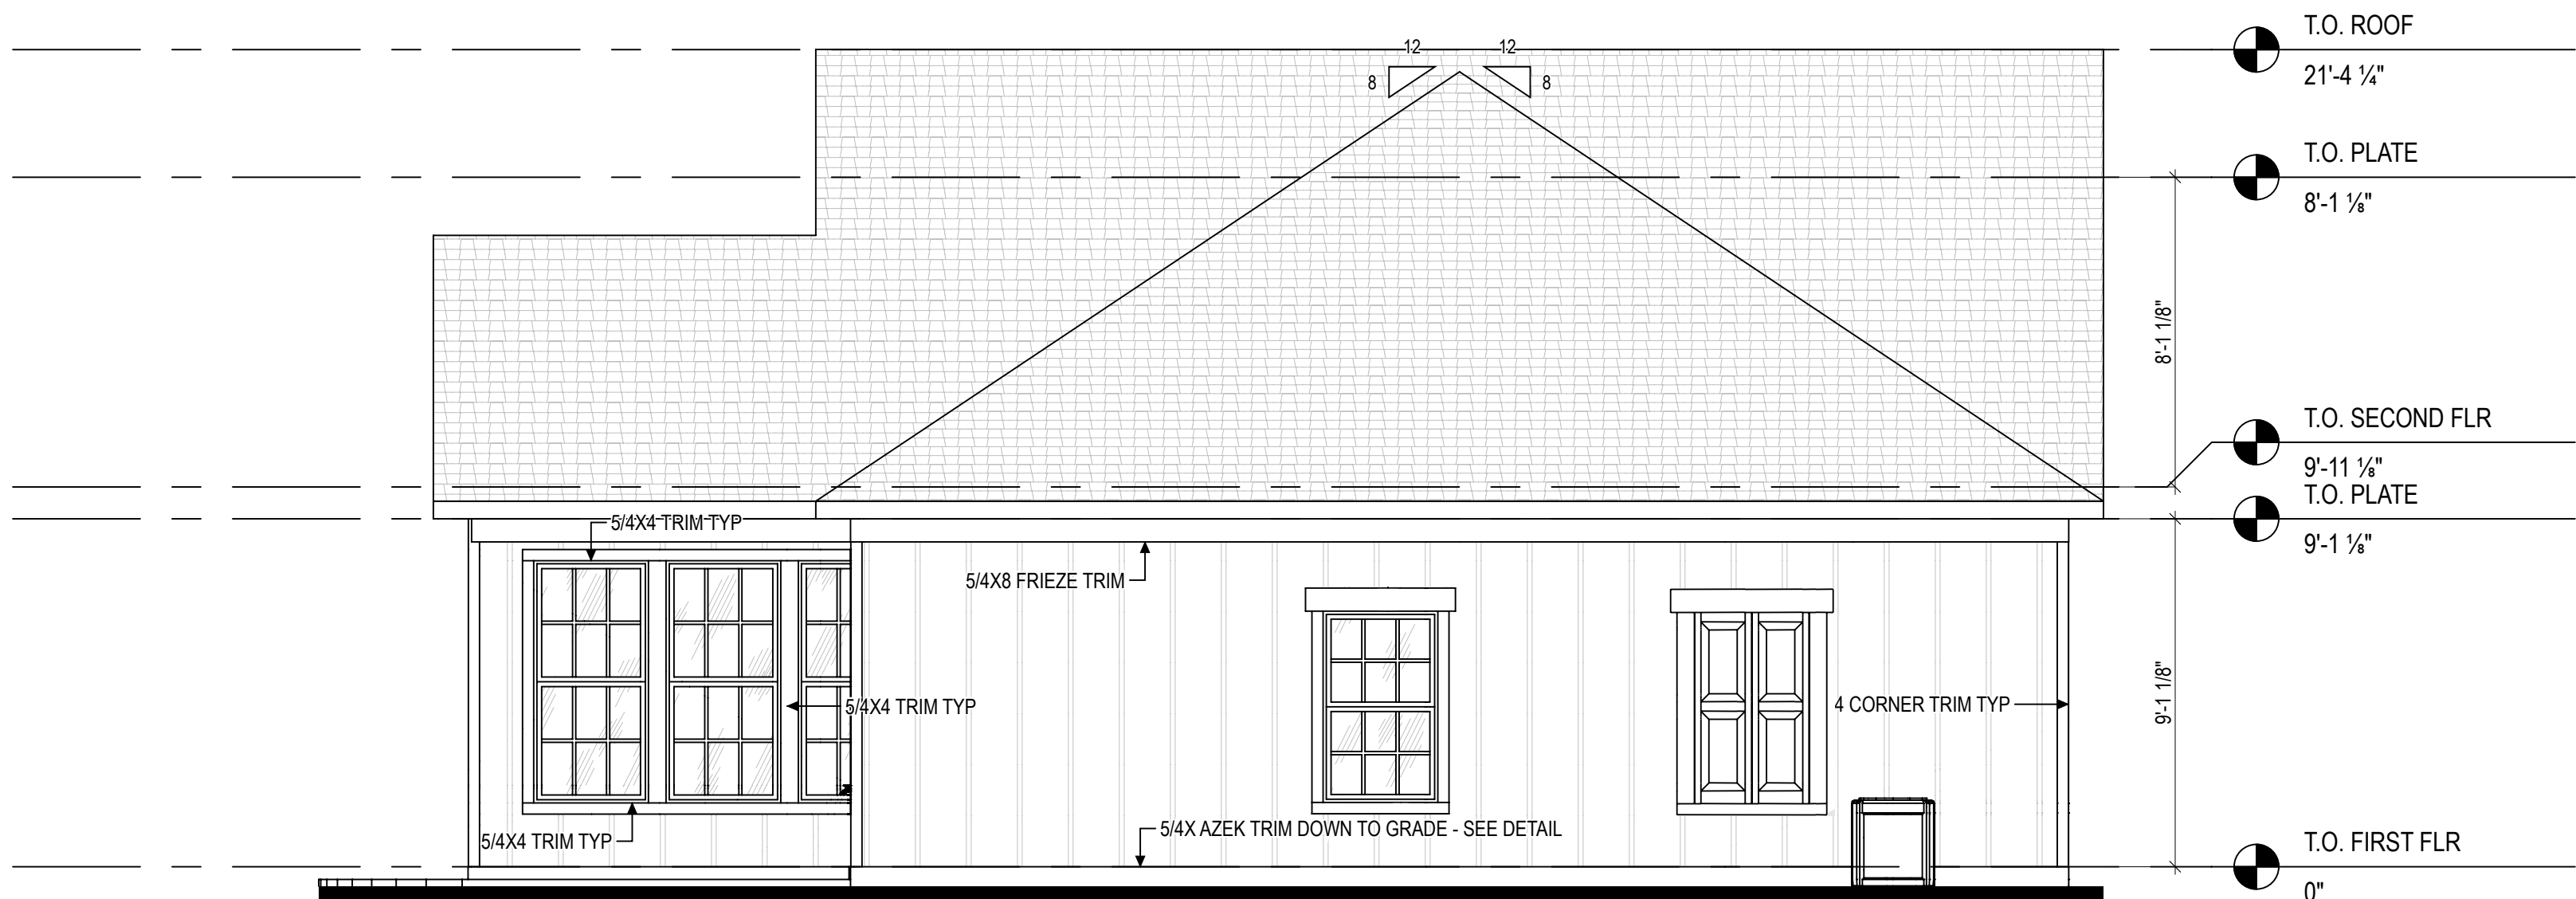 T.O. ROOF
21'-4 ¼"
12 12
8 8
T.O. PLATE
8'-1 ⅛"
8'-1 1/8"
T.O. SECOND FLR
9'-11 ⅛"
T.O. PLATE
9'-1 ⅛"
5/4X4 TRIM TYP
5/4X8 FRIEZE TRIM
5/4X4 TRIM TYP
4 CORNER TRIM TYP
9'-1 1/8"
5/4X AZEK TRIM DOWN TO GRADE - SEE DETAIL
5/4X4 TRIM TYP
T.O. FIRST FLR
0"